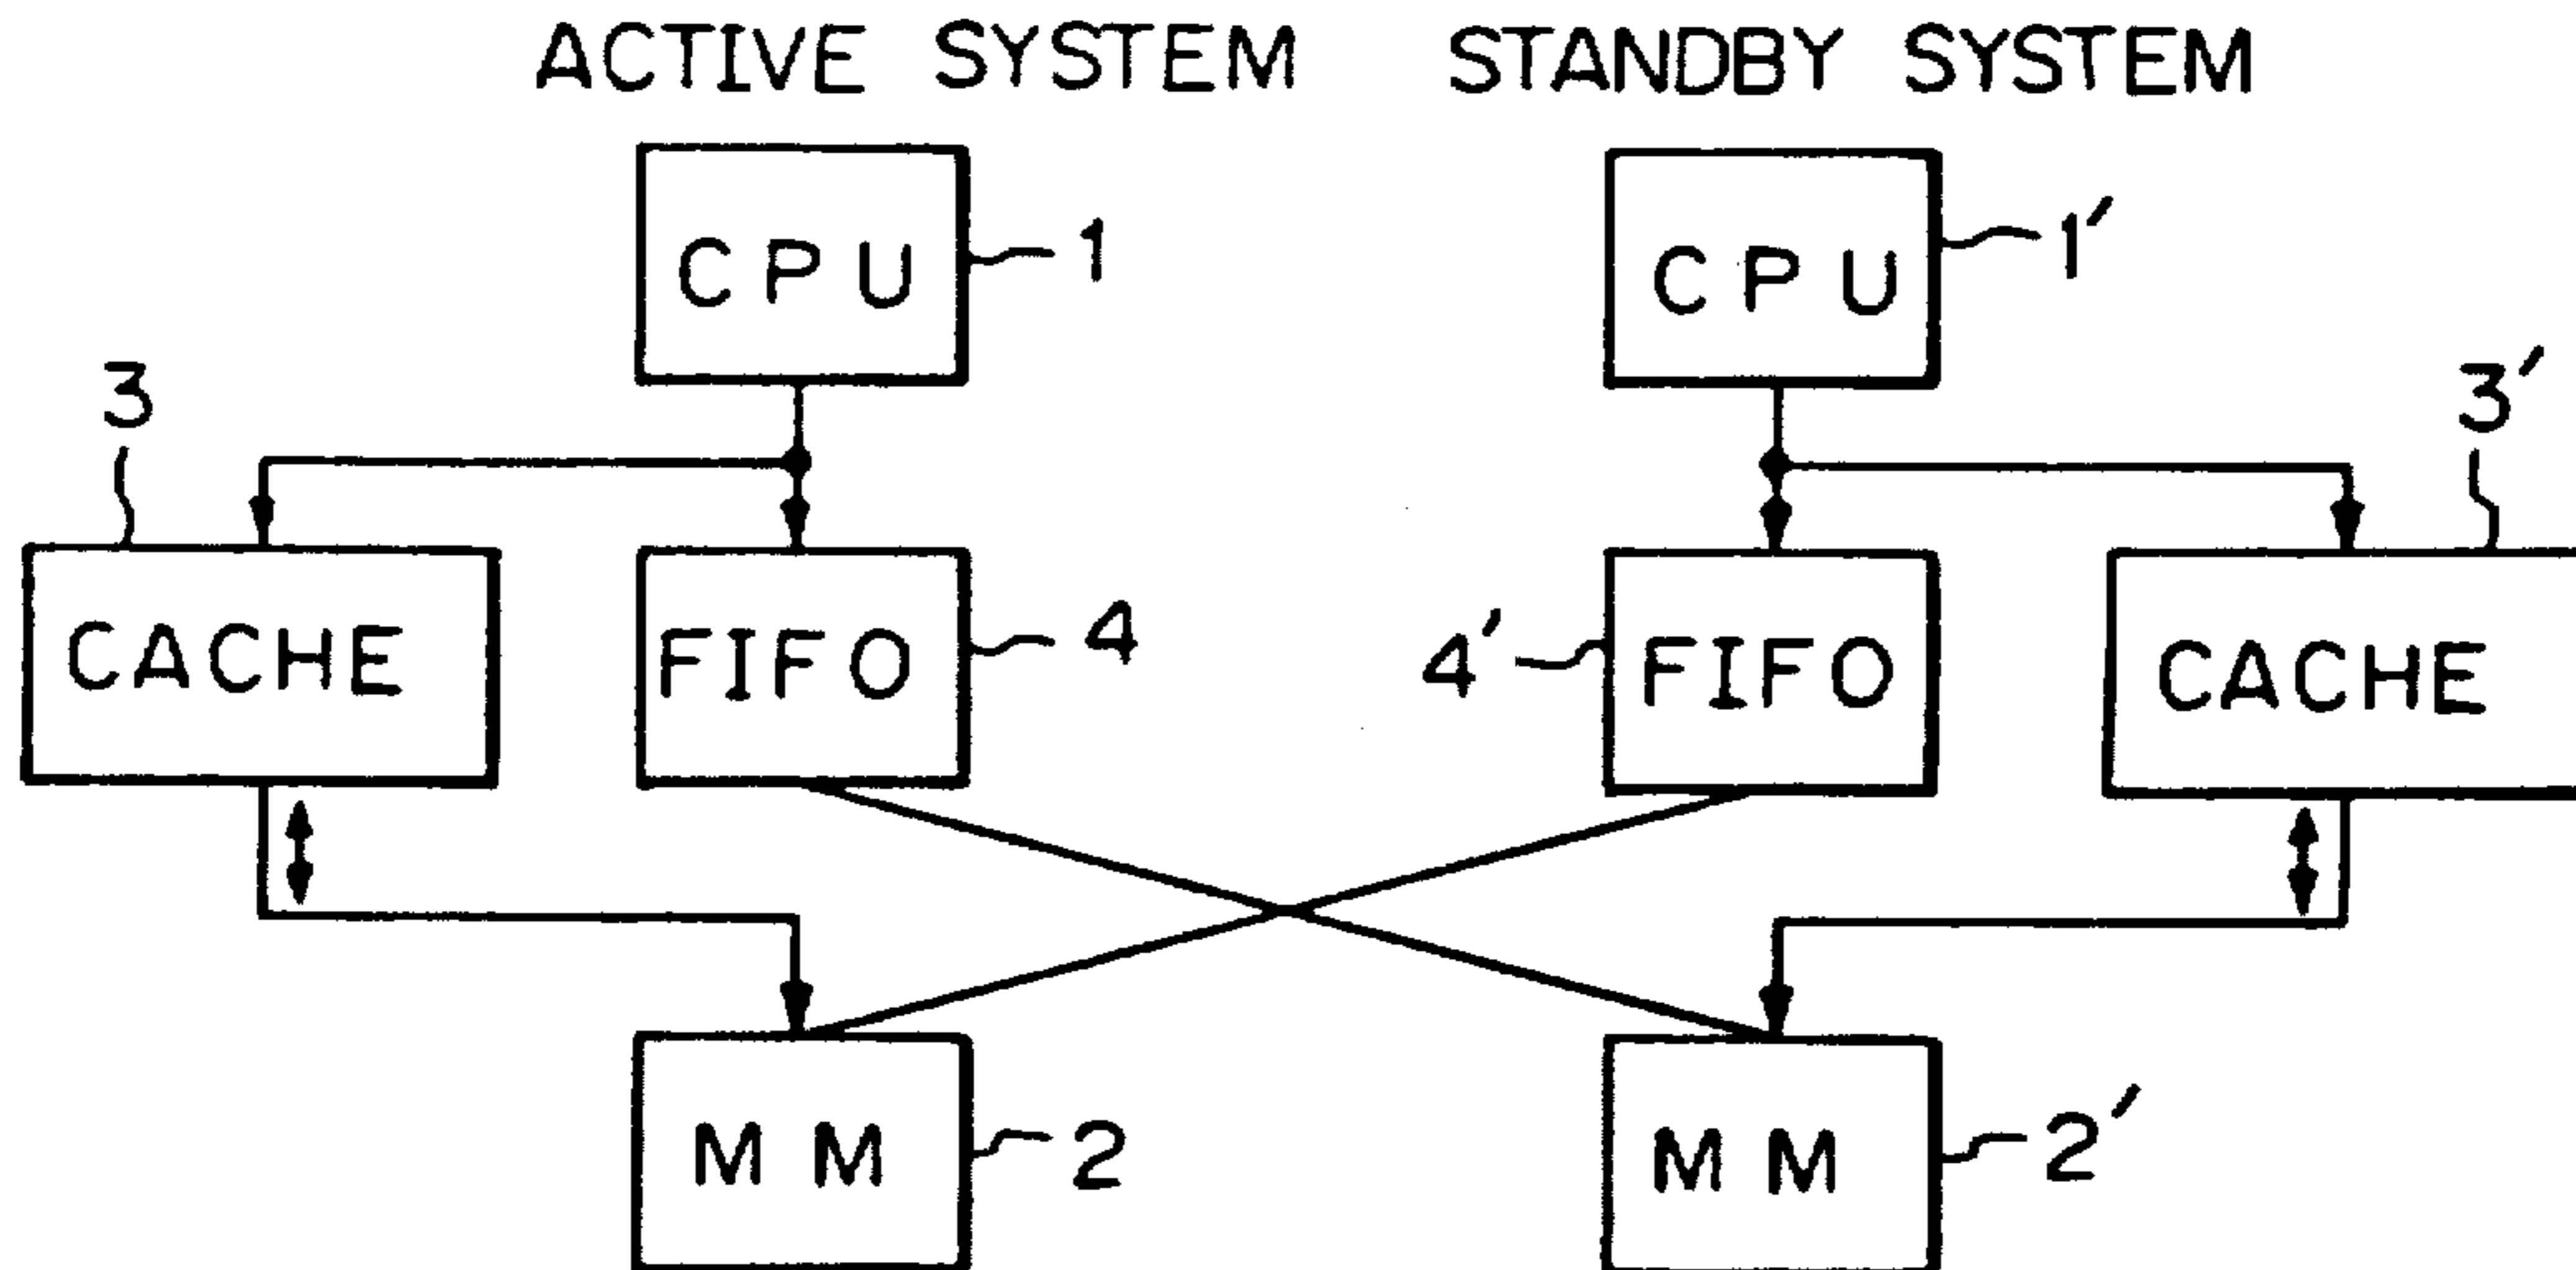 ACTIVE SYSTEM
STANDBY SYSTEM
CPU
1
CPU
1'
3
3'
CACHE
FIFO
4
4'
FIFO
CACHE
MM
2
MM
2'